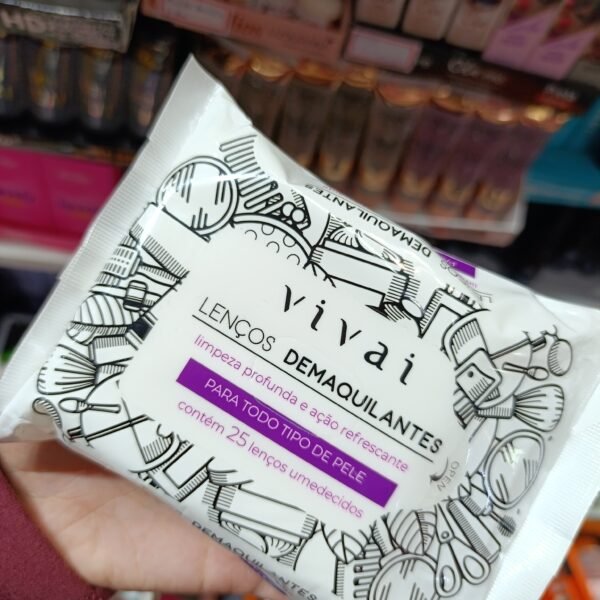 HD
DEMAQUILANTES
vivai
LENÇOS DEMAQUILANTES
limpeza profunda e ação refrescante
PARA TODO TIPO DE PELE
contém 25 lenços umedecidos
OPEN
DEMAQUILANTES